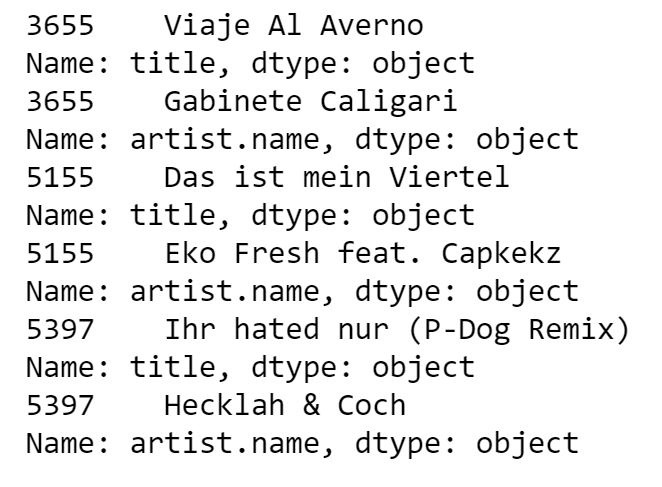 3655    Viaje Al Averno
Name: title, dtype: object
3655    Gabinete Caligari
Name: artist.name, dtype: object
5155    Das ist mein Viertel
Name: title, dtype: object
5155    Eko Fresh feat. Capkekz
Name: artist.name, dtype: object
5397    Ihr hated nur (P-Dog Remix)
Name: title, dtype: object
5397    Hecklah & Coch
Name: artist.name, dtype: object